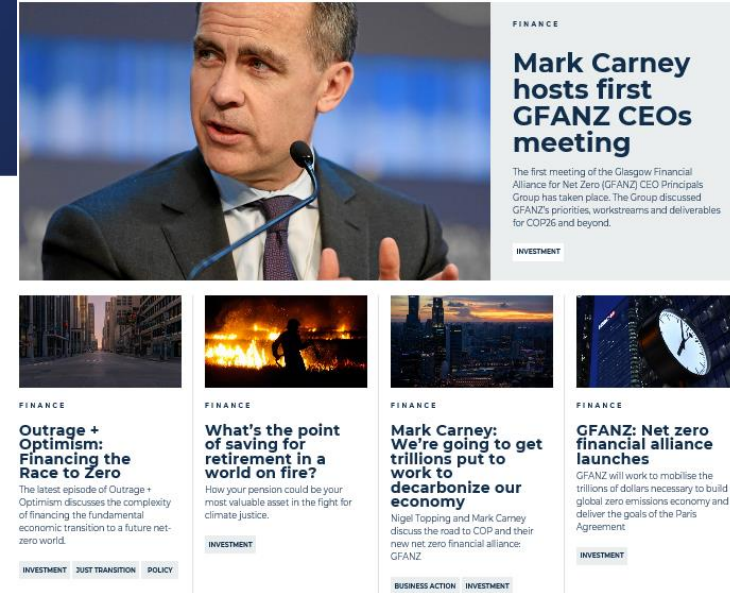 FINANCE
Mark Carney
hosts first
GFANZ CEOs
meeting
The first meeting of the Glasgow Financial
Alliance for Net Zero (GFANZ) CEO Principals
Group has taken place. The Group discussed
GFANZ's priorities, workstreams and deliverables
for COP26 and beyond.
INVESTMENT
FINANCE
Outrage +
Optimism:
Financing the
Race to Zero
The latest episode of Outrage +
Optimism discusses the complexity
of financing the fundamental
economic transition to a future net-
zero world.
INVESTMENT JUST TRANSITION POLICY
FINANCE
What's the point
of saving for
retirement in a
world on fire?
How your pension could be your
most valuable asset in the fight for
climate justice.
INVESTMENT
FINANCE
Mark Carney:
We're going to get
trillions put to
work to
decarbonize our
economy
Nigel Topping and Mark Carney
discuss the road to COP and their
new net zero financial alliance:
GFANZ
BUSINESS ACTION INVESTMENT
FINANCE
GFANZ: Net zero
financial alliance
launches
GFANZ will work to mobilise the
trillions of dollars necessary to build
global zero emissions economy and
deliver the goals of the Paris
Agreement
INVESTMENT